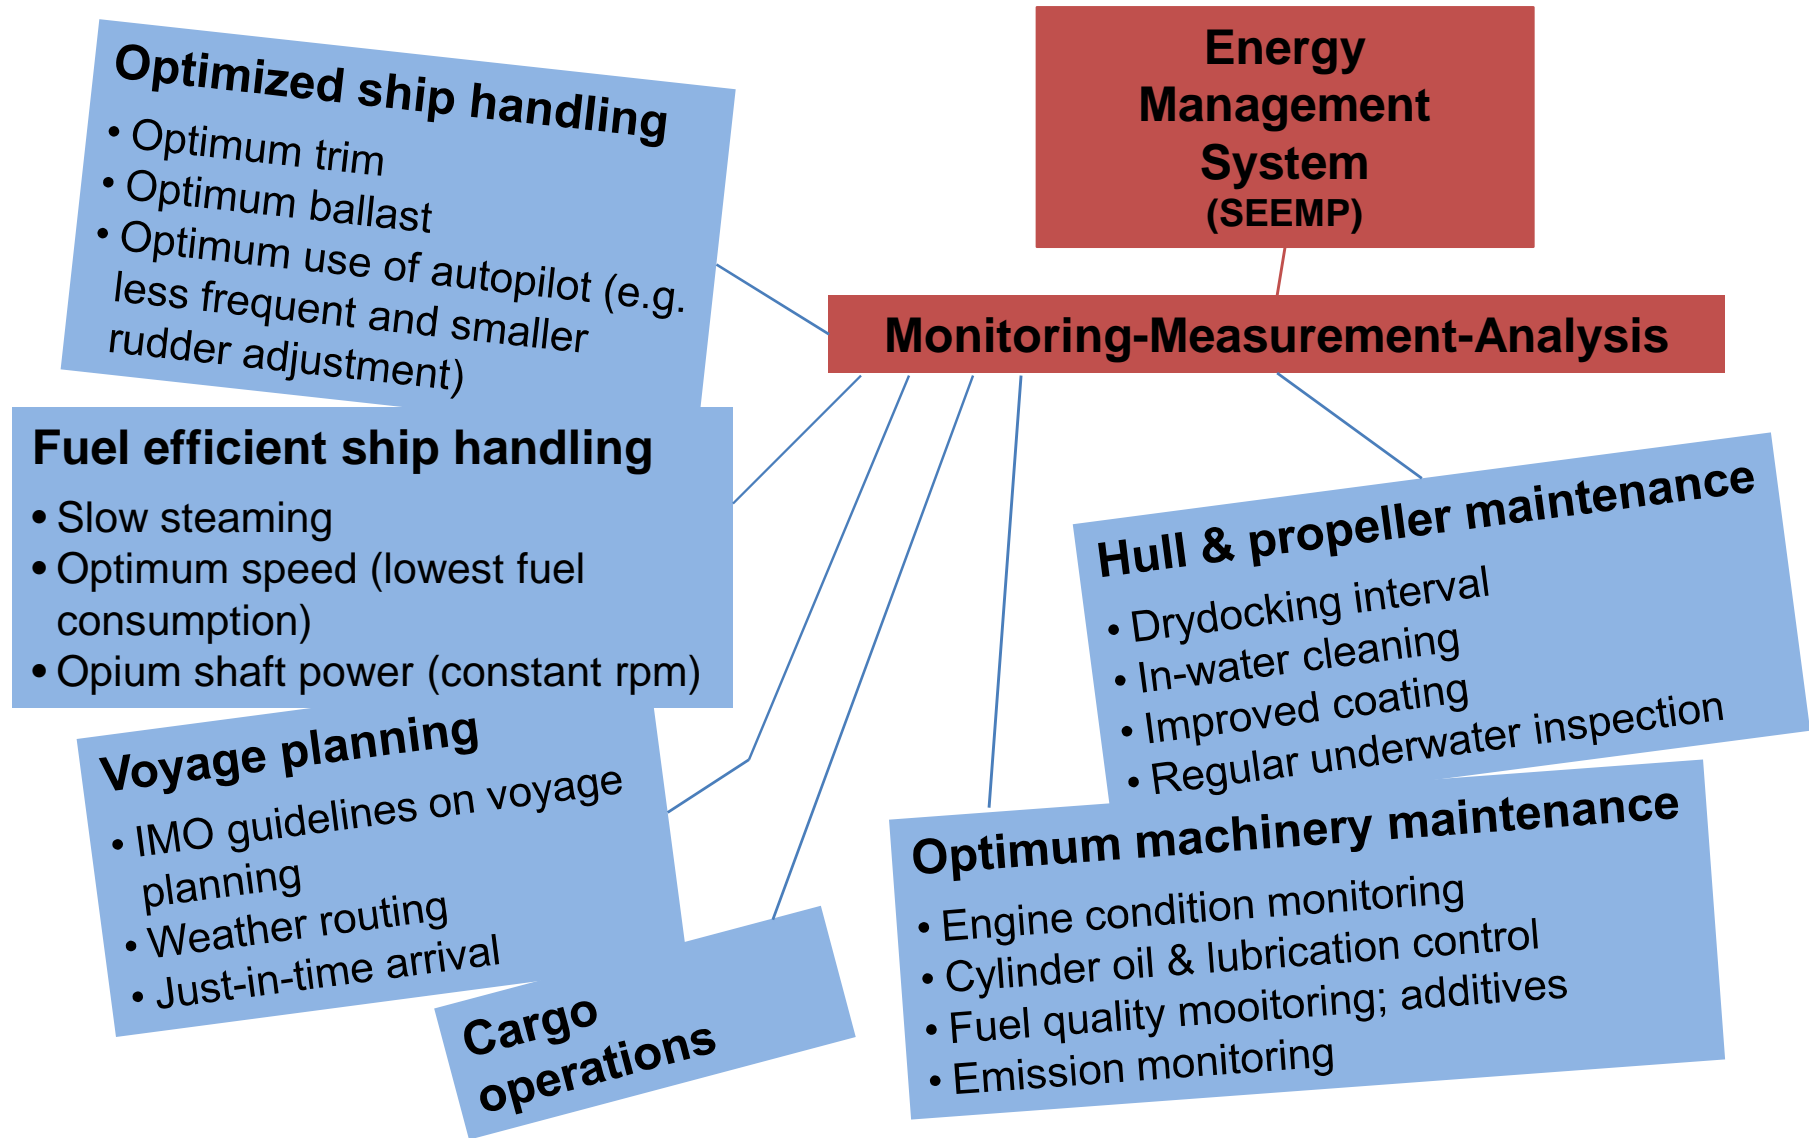 Energy
Management
System
(SEEMP)
Monitoring-Measurement-Analysis
Optimized ship handling
• Optimum trim
• Optimum ballast
• Optimum use of autopilot (e.g.
less frequent and smaller
rudder adjustment)
Fuel efficient ship handling
• Slow steaming
• Optimum speed (lowest fuel
consumption)
• Opium shaft power (constant rpm)
Voyage planning
• IMO guidelines on voyage
planning
• Weather routing
• Just-in-time arrival
Cargo
operations
Hull & propeller maintenance
• Drydocking interval
• In-water cleaning
• Improved coating
• Regular underwater inspection
Optimum machinery maintenance
• Engine condition monitoring
• Cylinder oil & lubrication control
• Fuel quality mooitoring; additives
• Emission monitoring